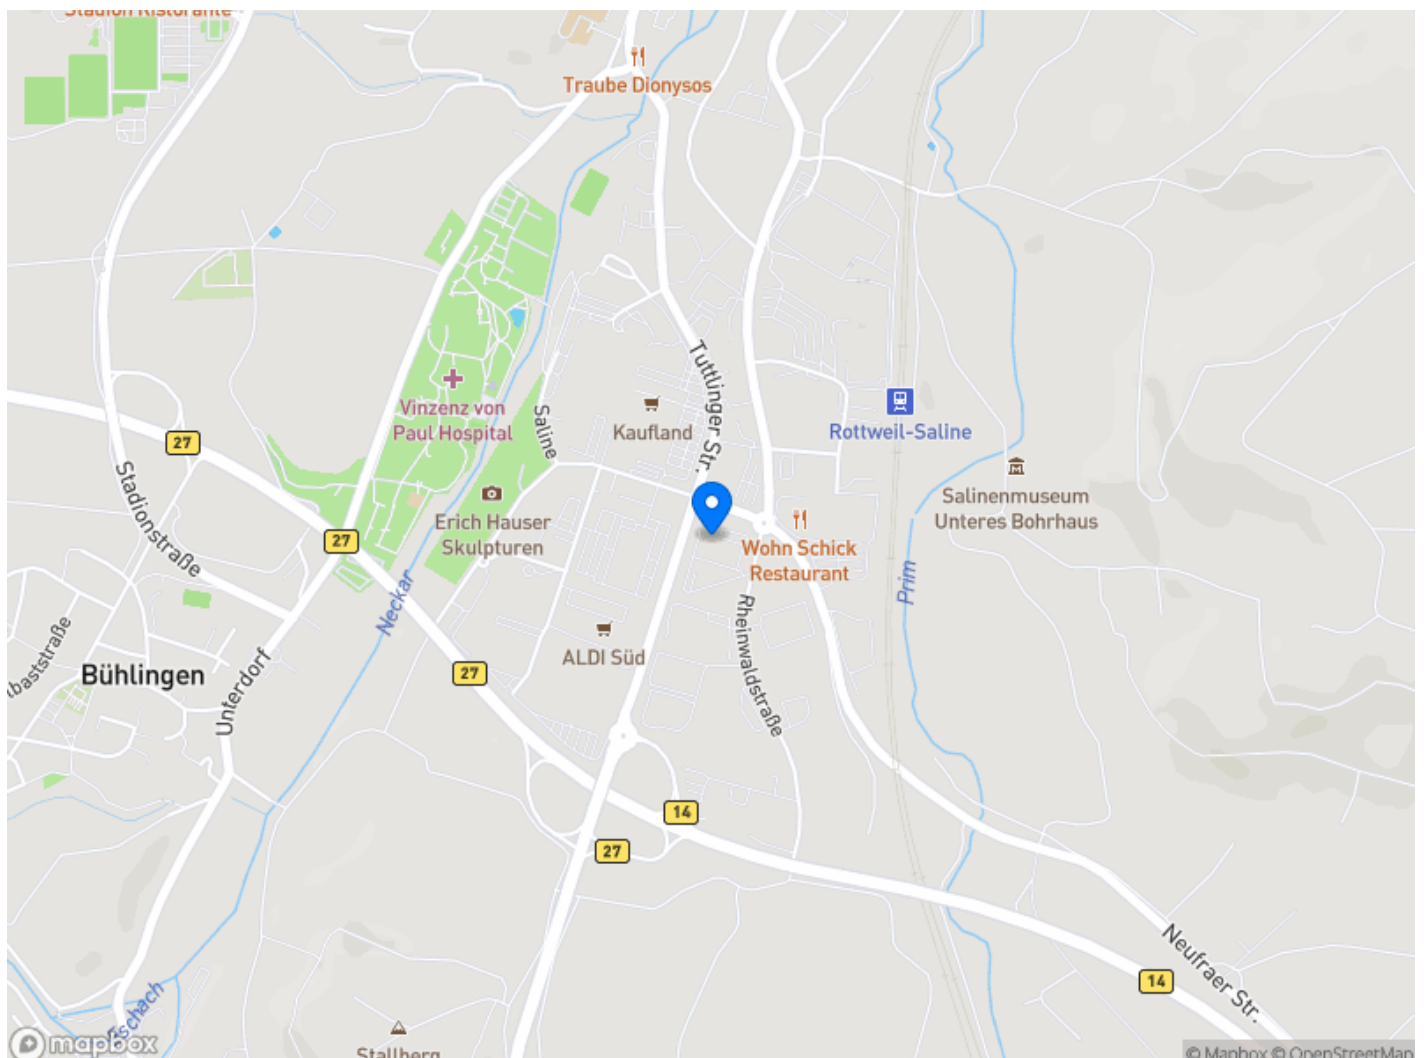 Stadion Ristorante
Traube Dionysos
Tuttlinger Str.
Vinzenz von
Paul Hospital
Saline
Kaufland
Rottweil-Saline
27
Stadionstraße
Erich Hauser
Skulpturen
Salinenmuseum
Unteres Bohrhaus
27
Wohn Schick
Restaurant
Neckar
Prim
Rheinwaldstraße
ALDI Süd
27
Bühlingen
Unterdorf
14
27
Neufraer Str.
14
Eschach
Stallberg
mapbox
© Mapbox © OpenStreetMap